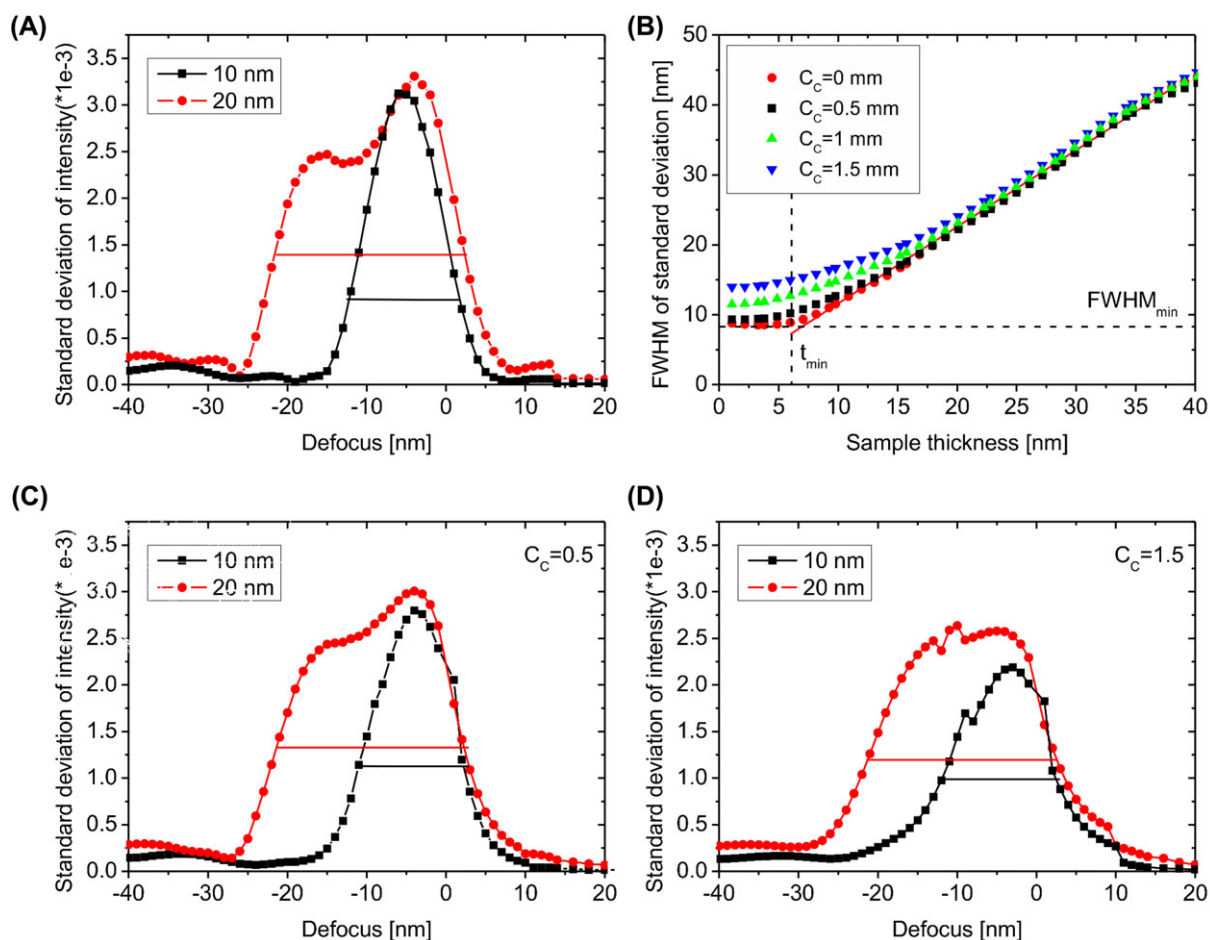 (A)
Standard deviation of intensity(*1e-3)
3.5
3.0
2.5
2.0
1.5
1.0
0.5
0.0
10 nm
20 nm
-40 -30 -20 -10 0 10 20
Defocus [nm]
(B)
FWHM of standard deviation [nm]
50
40
30
20
10
0
C_C=0 mm
C_C=0.5 mm
C_C=1 mm
C_C=1.5 mm
FWHM_min
t_min
0 5 10 15 20 25 30 35 40
Sample thickness [nm]
(C)
Standard deviation of intensity(* e-3)
3.5
3.0
2.5
2.0
1.5
1.0
0.5
0.0
10 nm
20 nm
C_C=0.5
-40 -30 -20 -10 0 10 20
Defocus [nm]
(D)
Standard deviation of intensity(*1e-3)
3.5
3.0
2.5
2.0
1.5
1.0
0.5
0.0
10 nm
20 nm
C_C=1.5
-40 -30 -20 -10 0 10 20
Defocus [nm]